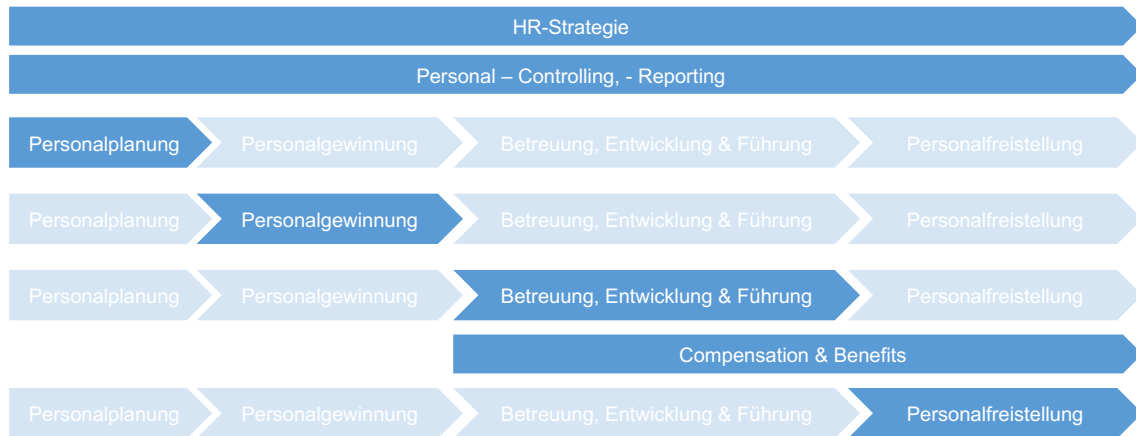 HR-Strategie
Personal – Controlling, - Reporting
Personalplanung Personalgewinnung Betreuung, Entwicklung & Führung Personalfreistellung
Personalplanung Personalgewinnung Betreuung, Entwicklung & Führung Personalfreistellung
Personalplanung Personalgewinnung Betreuung, Entwicklung & Führung Personalfreistellung
Compensation & Benefits
Personalplanung Personalgewinnung Betreuung, Entwicklung & Führung Personalfreistellung